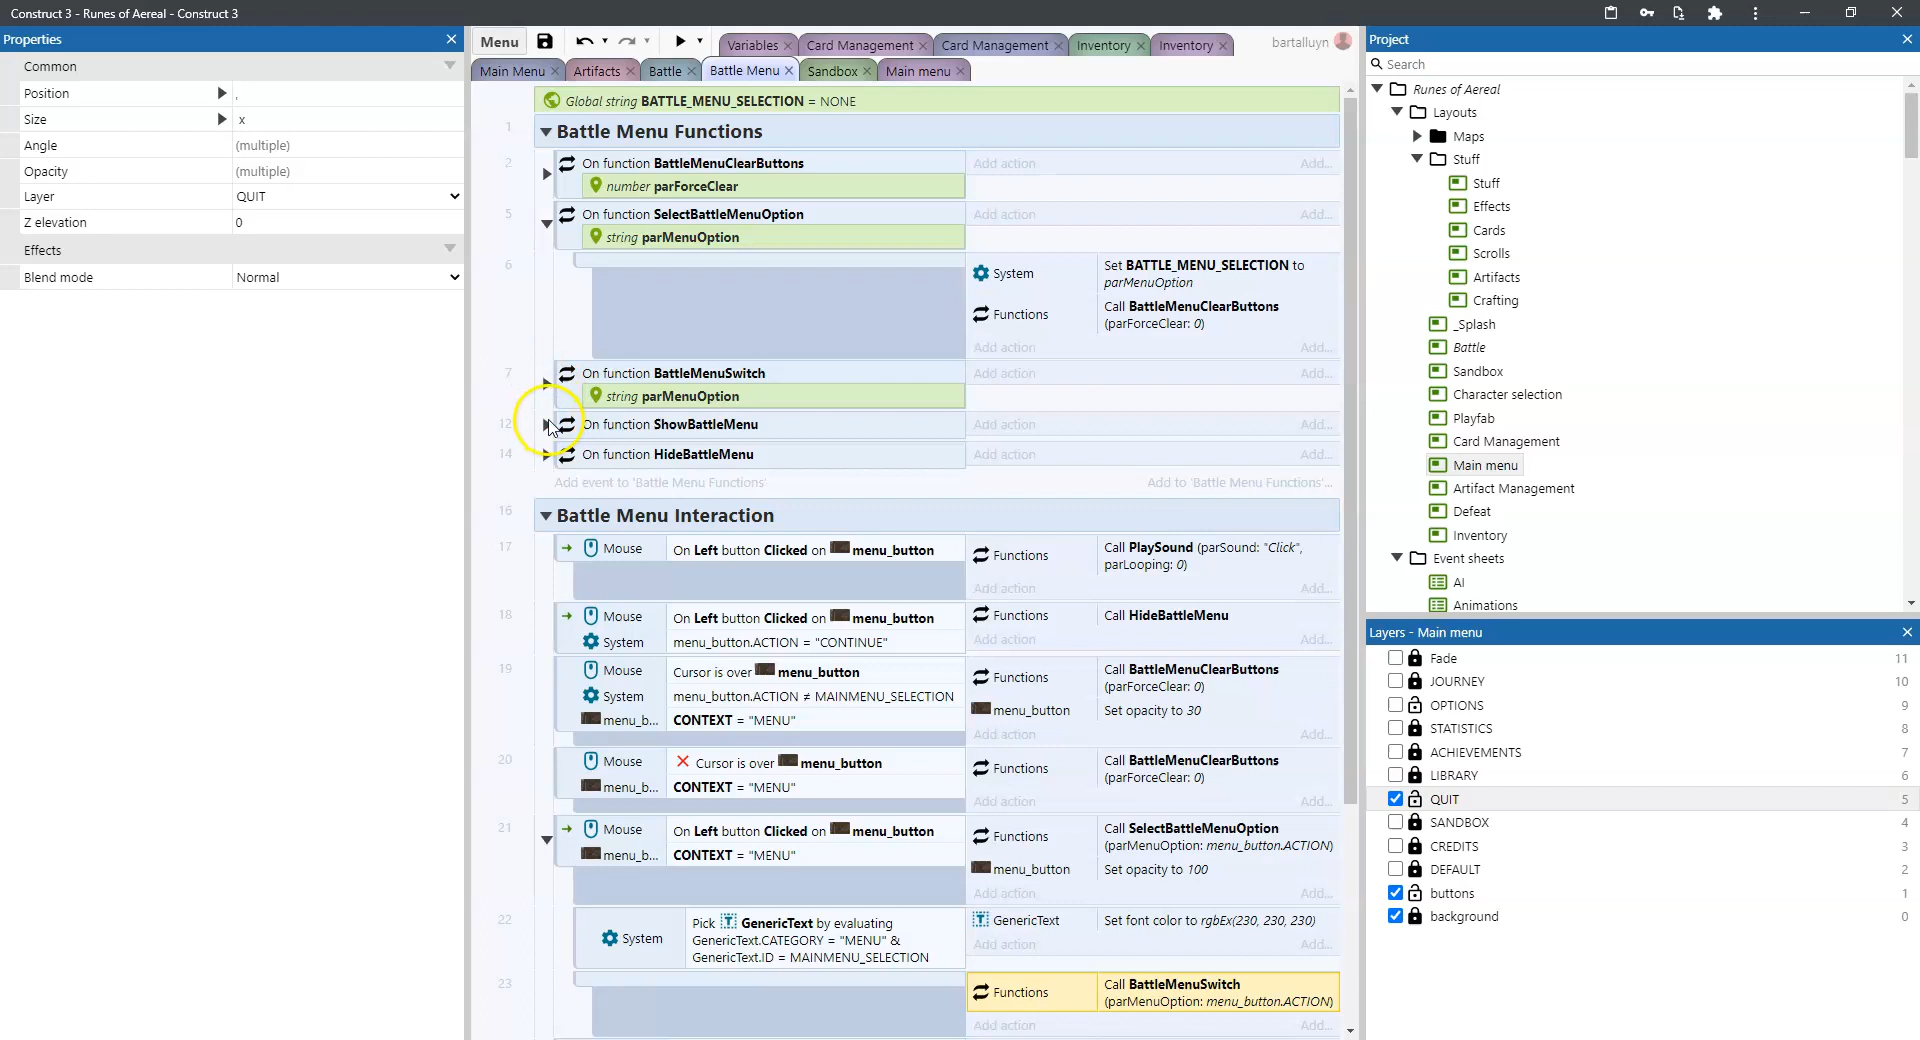 Construct 3 - Runes of Aereal - Construct 3
Properties
Common
Position ,
Size x
Angle (multiple)
Opacity (multiple)
Layer QUIT
Z elevation 0
Effects
Blend mode Normal
Menu
Variables Card Management Card Management Inventory Inventory
bartalluyn
Main Menu Artifacts Battle Battle Menu Sandbox Main menu
Global string BATTLE_MENU_SELECTION = NONE
1 Battle Menu Functions
2 On function BattleMenuClearButtons Add action Add...
number parForceClear
5 On function SelectBattleMenuOption Add action Add...
string parMenuOption
6 System Set BATTLE_MENU_SELECTION to
parMenuOption
Functions Call BattleMenuClearButtons
(parForceClear: 0)
Add action Add...
7 On function BattleMenuSwitch Add action Add...
string parMenuOption
12 On function ShowBattleMenu Add action Add...
14 On function HideBattleMenu Add action Add...
Add event to 'Battle Menu Functions' Add to 'Battle Menu Functions'...
16 Battle Menu Interaction
17 Mouse On Left button Clicked on menu_button Functions Call PlaySound (parSound: "Click",
parLooping: 0)
Add action Add...
18 Mouse On Left button Clicked on menu_button Functions Call HideBattleMenu
System menu_button.ACTION = "CONTINUE" Add action Add...
19 Mouse Cursor is over menu_button Functions Call BattleMenuClearButtons
(parForceClear: 0)
System menu_button.ACTION ≠ MAINMENU_SELECTION
menu_b... CONTEXT = "MENU" menu_button Set opacity to 30
Add action Add...
20 Mouse Cursor is over menu_button Functions Call BattleMenuClearButtons
(parForceClear: 0)
menu_b... CONTEXT = "MENU"
Add action Add...
21 Mouse On Left button Clicked on menu_button Functions Call SelectBattleMenuOption
(parMenuOption: menu_button.ACTION)
menu_b... CONTEXT = "MENU"
menu_button Set opacity to 100
Add action Add...
22 System Pick GenericText by evaluating
GenericText.CATEGORY = "MENU" &
GenericText.ID = MAINMENU_SELECTION
GenericText Set font color to rgbEx(230, 230, 230)
Add action Add...
23 Functions Call BattleMenuSwitch
(parMenuOption: menu_button.ACTION)
Add action Add...
Project
Search
Runes of Aereal
Layouts
Maps
Stuff
Stuff
Effects
Cards
Scrolls
Artifacts
Crafting
_Splash
Battle
Sandbox
Character selection
Playfab
Card Management
Main menu
Artifact Management
Defeat
Inventory
Event sheets
AI
Animations
Layers - Main menu
Fade 11
JOURNEY 10
OPTIONS 9
STATISTICS 8
ACHIEVEMENTS 7
LIBRARY 6
QUIT 5
SANDBOX 4
CREDITS 3
DEFAULT 2
buttons 1
background 0